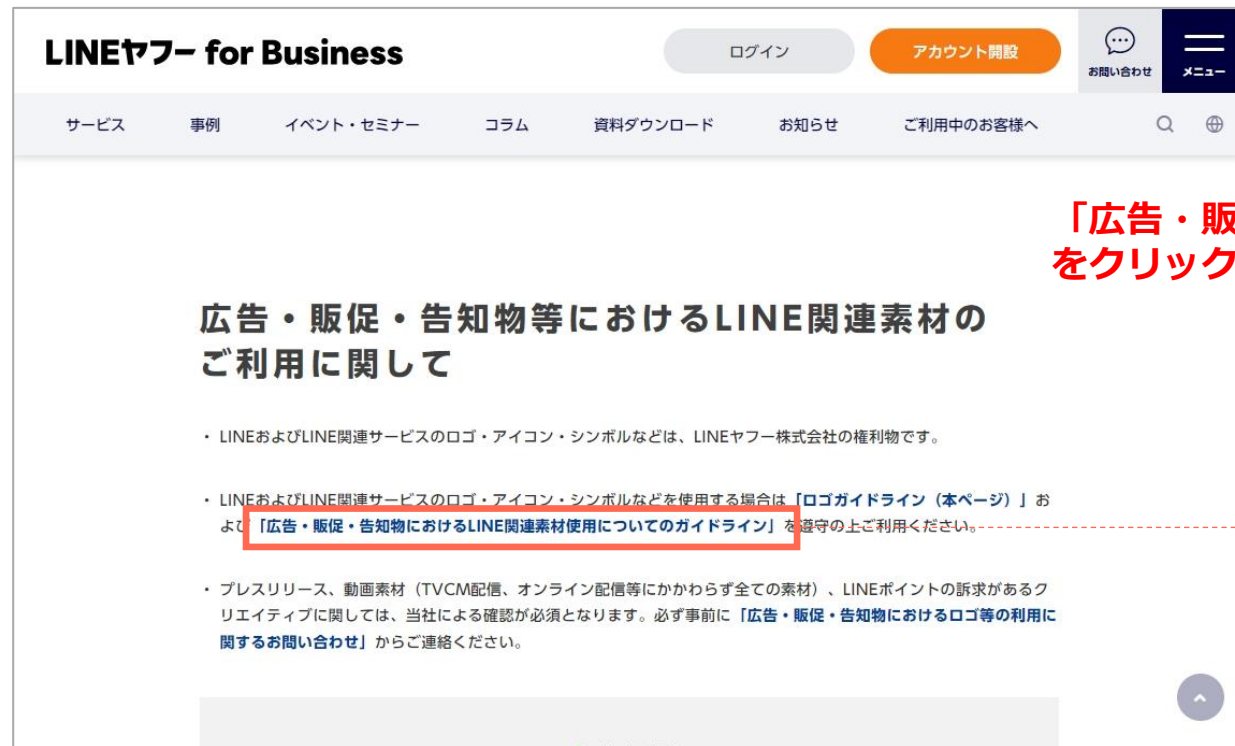 LINEヤフー for Business
ログイン
アカウント開設
お問い合わせ
メニュー
サービス
事例
イベント・セミナー
コラム
資料ダウンロード
お知らせ
ご利用中のお客様へ
「広告・販
をクリック
広告・販促・告知物等におけるLINE関連素材の
ご利用に関して
・LINEおよびLINE関連サービスのロゴ・アイコン・シンボルなどは、LINEヤフー株式会社の権利物です。
・LINEおよびLINE関連サービスのロゴ・アイコン・シンボルなどを使用する場合は「ロゴガイドライン（本ページ）」お
よび「広告・販促・告知物におけるLINE関連素材使用についてのガイドライン」を遵守の上ご利用ください。
・プレスリリース、動画素材（TVCM配信、オンライン配信等にかかわらず全ての素材）、LINEポイントの訴求があるク
リエイティブに関しては、当社による確認が必須となります。必ず事前に「広告・販促・告知物におけるロゴ等の利用に
関するお問い合わせ」からご連絡ください。